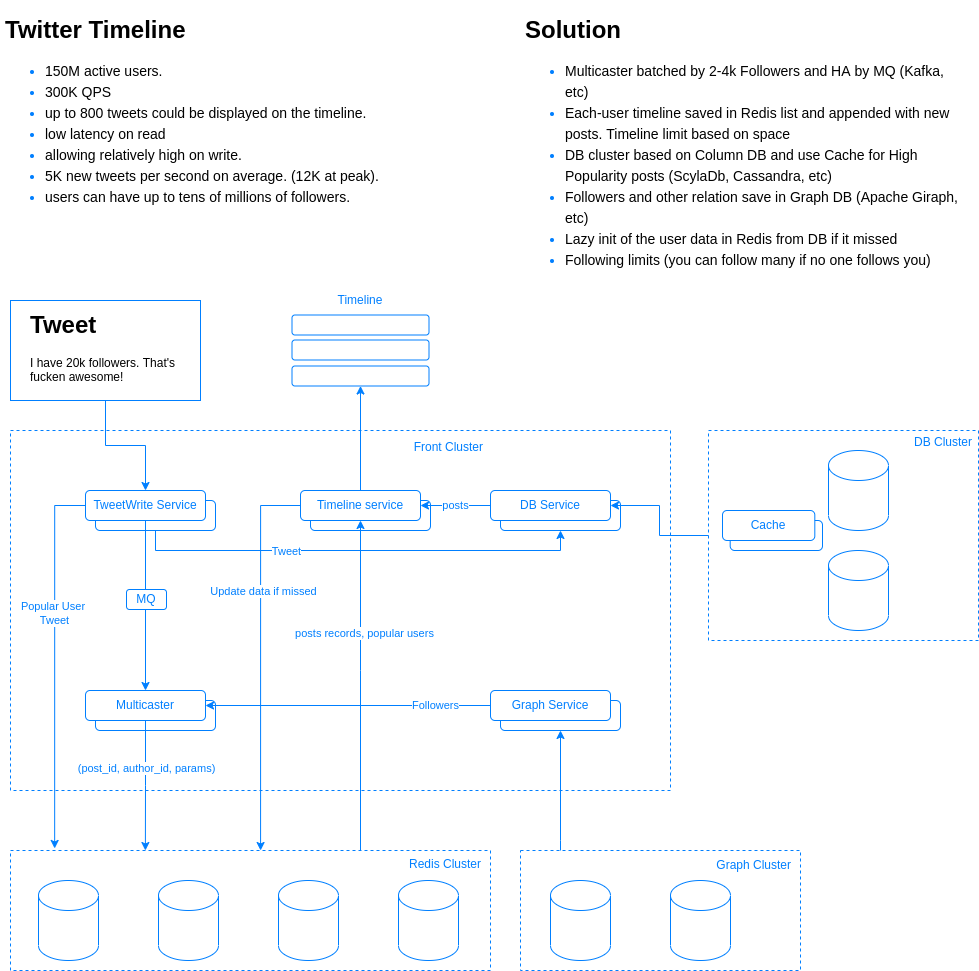 Twitter Timeline
150M active users.
300K QPS
up to 800 tweets could be displayed on the timeline.
low latency on read
allowing relatively high on write.
5K new tweets per second on average. (12K at peak).
users can have up to tens of millions of followers.
Solution
Multicaster batched by 2-4k Followers and HA by MQ (Kafka,
etc)
Each-user timeline saved in Redis list and appended with new
posts. Timeline limit based on space
DB cluster based on Column DB and use Cache for High
Popularity posts (ScylaDb, Cassandra, etc)
Followers and other relation save in Graph DB (Apache Giraph,
etc)
Lazy init of the user data in Redis from DB if it missed
Following limits (you can follow many if no one follows you)
Tweet
I have 20k followers. That's
fucken awesome!
Timeline
Front Cluster
DB Cluster
TweetWrite Service
Timeline service
posts
DB Service
Cache
Tweet
MQ
Popular User
Tweet
Update data if missed
posts records, popular users
Multicaster
Followers
Graph Service
(post_id, author_id, params)
Redis Cluster
Graph Cluster